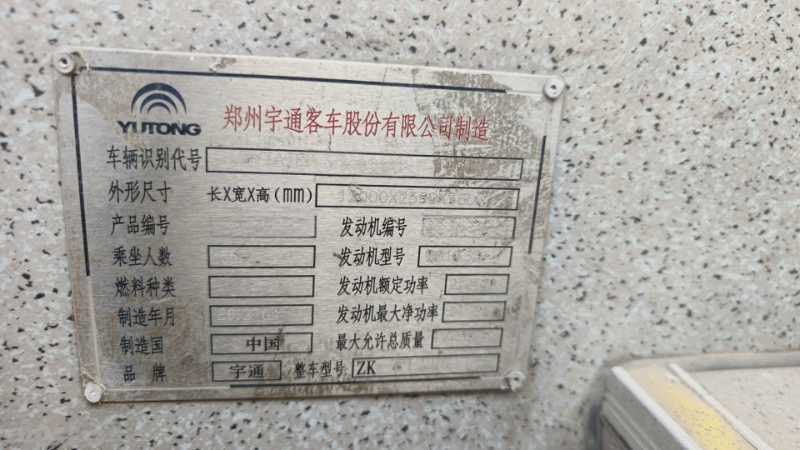 YUTONG
郑州宇通客车股份有限公司制造
车辆识别代号
外形尺寸 长X宽X高(mm)
产品编号 发动机编号
乘坐人数 发动机型号
燃料种类 发动机额定功率
制造年月 发动机最大净功率
制造国 中国 最大允许总质量
品牌 宇通 整车型号 ZK